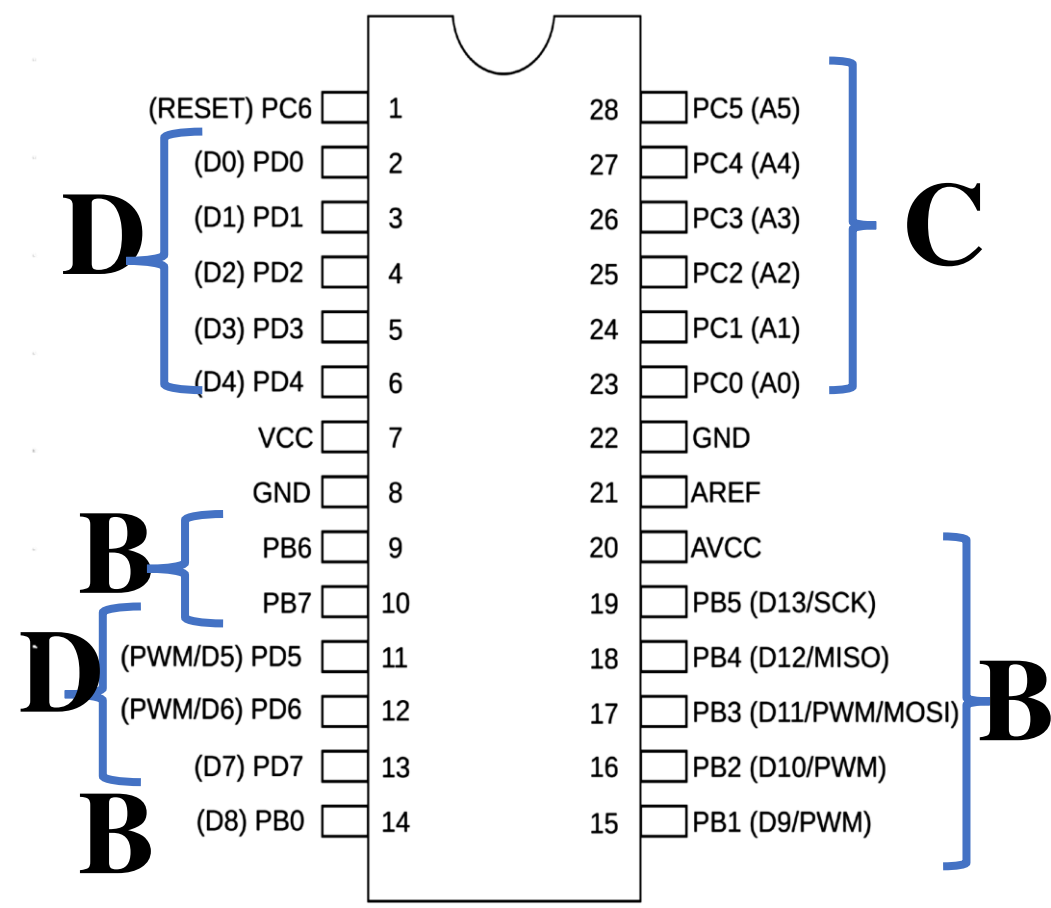 (RESET) PC6 1 28 PC5 (A5)
(D0) PD0 2 27 PC4 (A4)
D (D1) PD1 3 26 PC3 (A3) C
(D2) PD2 4 25 PC2 (A2)
(D3) PD3 5 24 PC1 (A1)
(D4) PD4 6 23 PC0 (A0)
VCC 7 22 GND
GND 8 21 AREF
B PB6 9 20 AVCC
PB7 10 19 PB5 (D13/SCK)
D (PWM/D5) PD5 11 18 PB4 (D12/MISO)
(PWM/D6) PD6 12 17 PB3 (D11/PWM/MOSI) B
(D7) PD7 13 16 PB2 (D10/PWM)
B (D8) PB0 14 15 PB1 (D9/PWM)